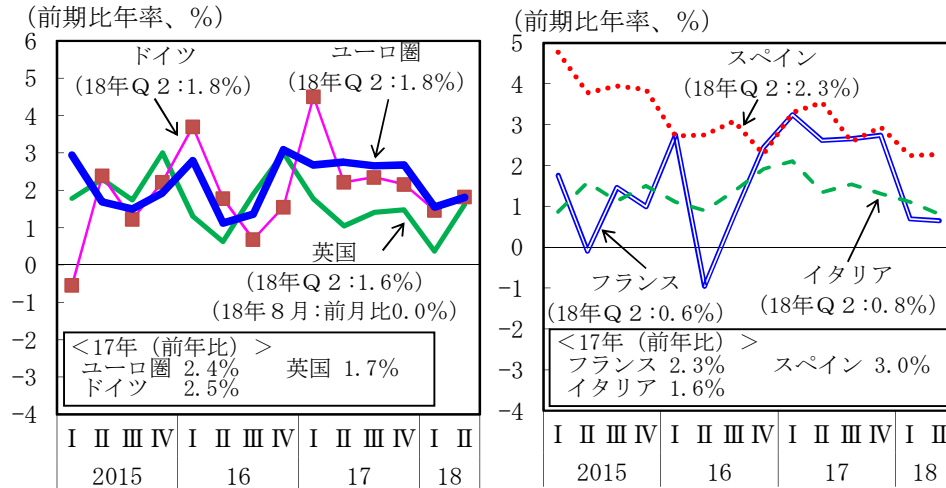 (前期比年率、%)
6
5
4
3
2
1
0
−1
−2
−3
−4
ドイツ
(18年Q2:1.8%)
ユーロ圏
(18年Q2:1.8%)
英国
(18年Q2:1.6%)
(18年8月:前月比0.0%)
<17年（前年比）>
ユーロ圏 2.4% 英国 1.7%
ドイツ 2.5%
Ⅰ Ⅱ Ⅲ Ⅳ Ⅰ Ⅱ Ⅲ Ⅳ Ⅰ Ⅱ Ⅲ Ⅳ Ⅰ Ⅱ
2015 16 17 18
(前期比年率、%)
5
4
3
2
1
0
−1
−2
−3
−4
スペイン
(18年Q2:2.3%)
フランス
(18年Q2:0.6%)
イタリア
(18年Q2:0.8%)
<17年（前年比）>
フランス 2.3% スペイン 3.0%
イタリア 1.6%
Ⅰ Ⅱ Ⅲ Ⅳ Ⅰ Ⅱ Ⅲ Ⅳ Ⅰ Ⅱ Ⅲ Ⅳ Ⅰ Ⅱ
2015 16 17 18